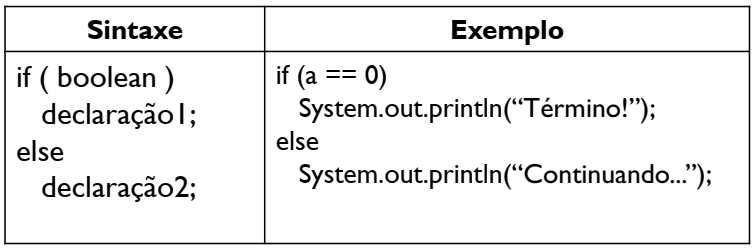 Sintaxe
Exemplo
if ( boolean )
declaração1;
else
declaração2;
if (a == 0)
System.out.println(“Término!”);
else
System.out.println(“Continuando...”);